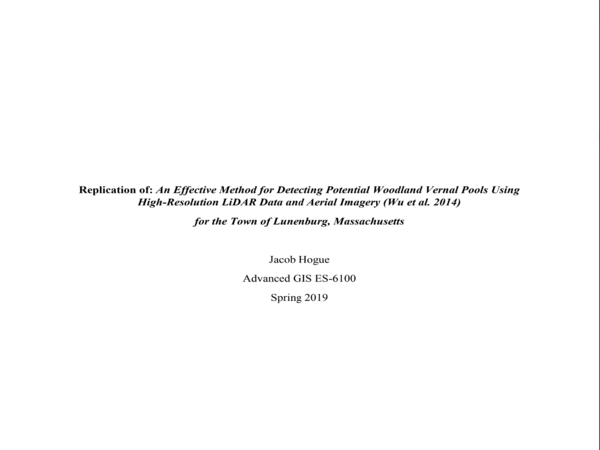 Replication of: An Effective Method for Detecting Potential Woodland Vernal Pools Using
High-Resolution LiDAR Data and Aerial Imagery (Wu et al. 2014)
for the Town of Lunenburg, Massachusetts
Jacob Hogue
Advanced GIS ES-6100
Spring 2019